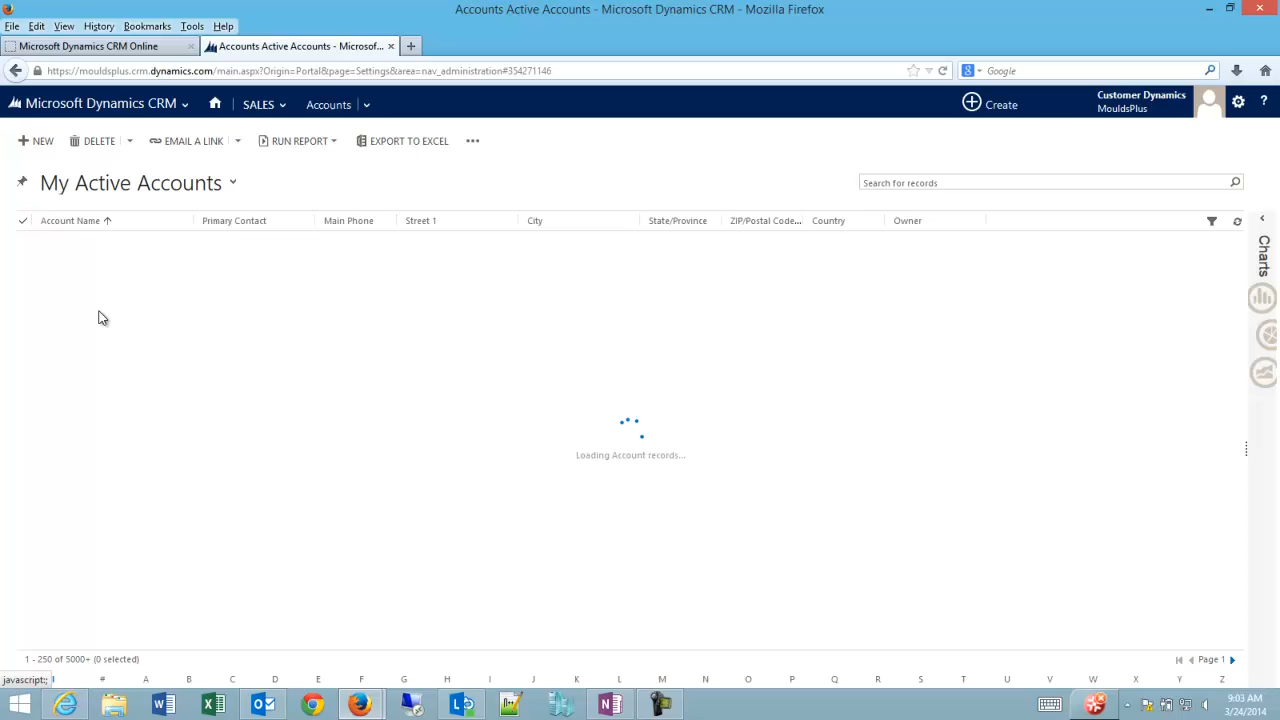 Accounts Active Accounts - Microsoft Dynamics CRM - Mozilla Firefox
File Edit View History Bookmarks Tools Help
Microsoft Dynamics CRM Online × Accounts Active Accounts - Microsof... × +
https://mouldsplus.crm.dynamics.com/main.aspx?Origin=Portal&page=Settings&area=nav_administration#354271146 Google
Microsoft Dynamics CRM SALES Accounts Create Customer Dynamics ?
MouldsPlus
NEW DELETE EMAIL A LINK RUN REPORT EXPORT TO EXCEL •••
My Active Accounts Search for records
Account Name Primary Contact Main Phone Street 1 City State/Province ZIP/Postal Code... Country Owner
Charts
Loading Account records...
1 - 250 of 5000+ (0 selected) Page 1
javascript:; # A B C D E F G H I J K L M N O P Q R S T U V W X Y Z
9:03 AM
3/24/2014